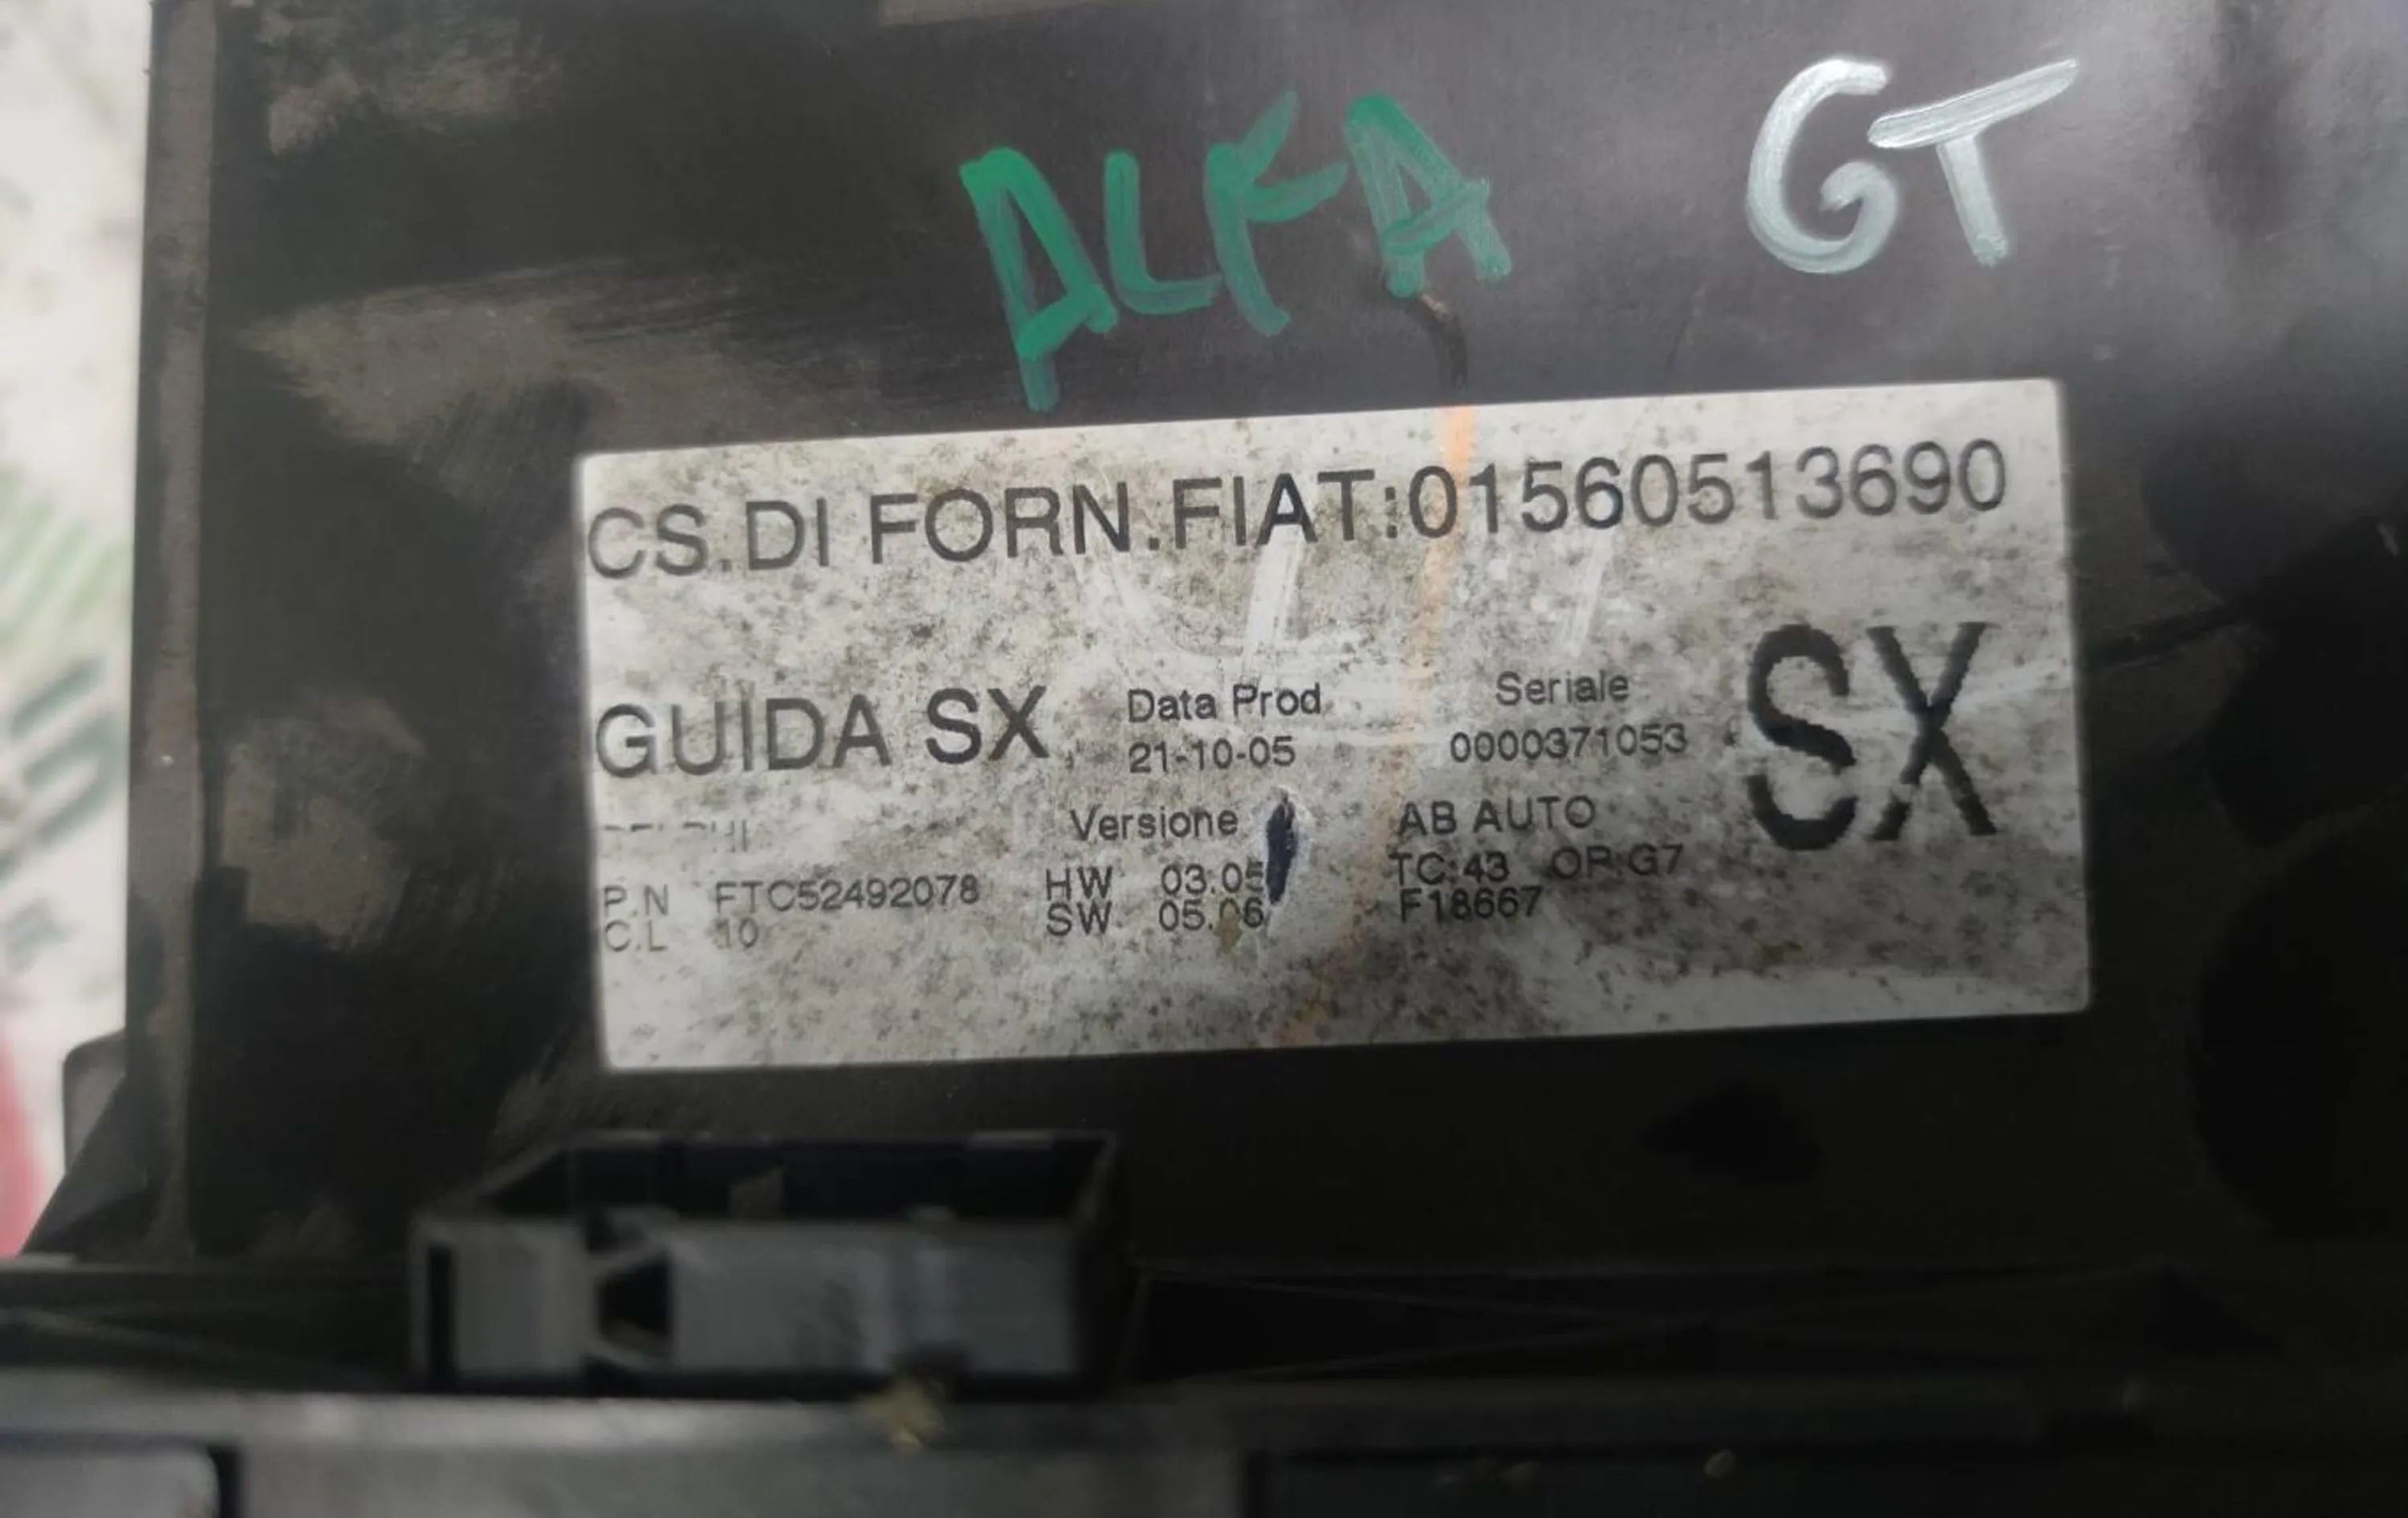 ALFA GT
CS.DI FORN.FIAT:01560513690
GUIDA SX
Data Prod
21-10-05
Seriale
0000371053
SX
Versione
AB AUTO
P.N FTC52492078
HW 03.05
TC:43 OP:G7
C.L 10
SW 05.06
F18667